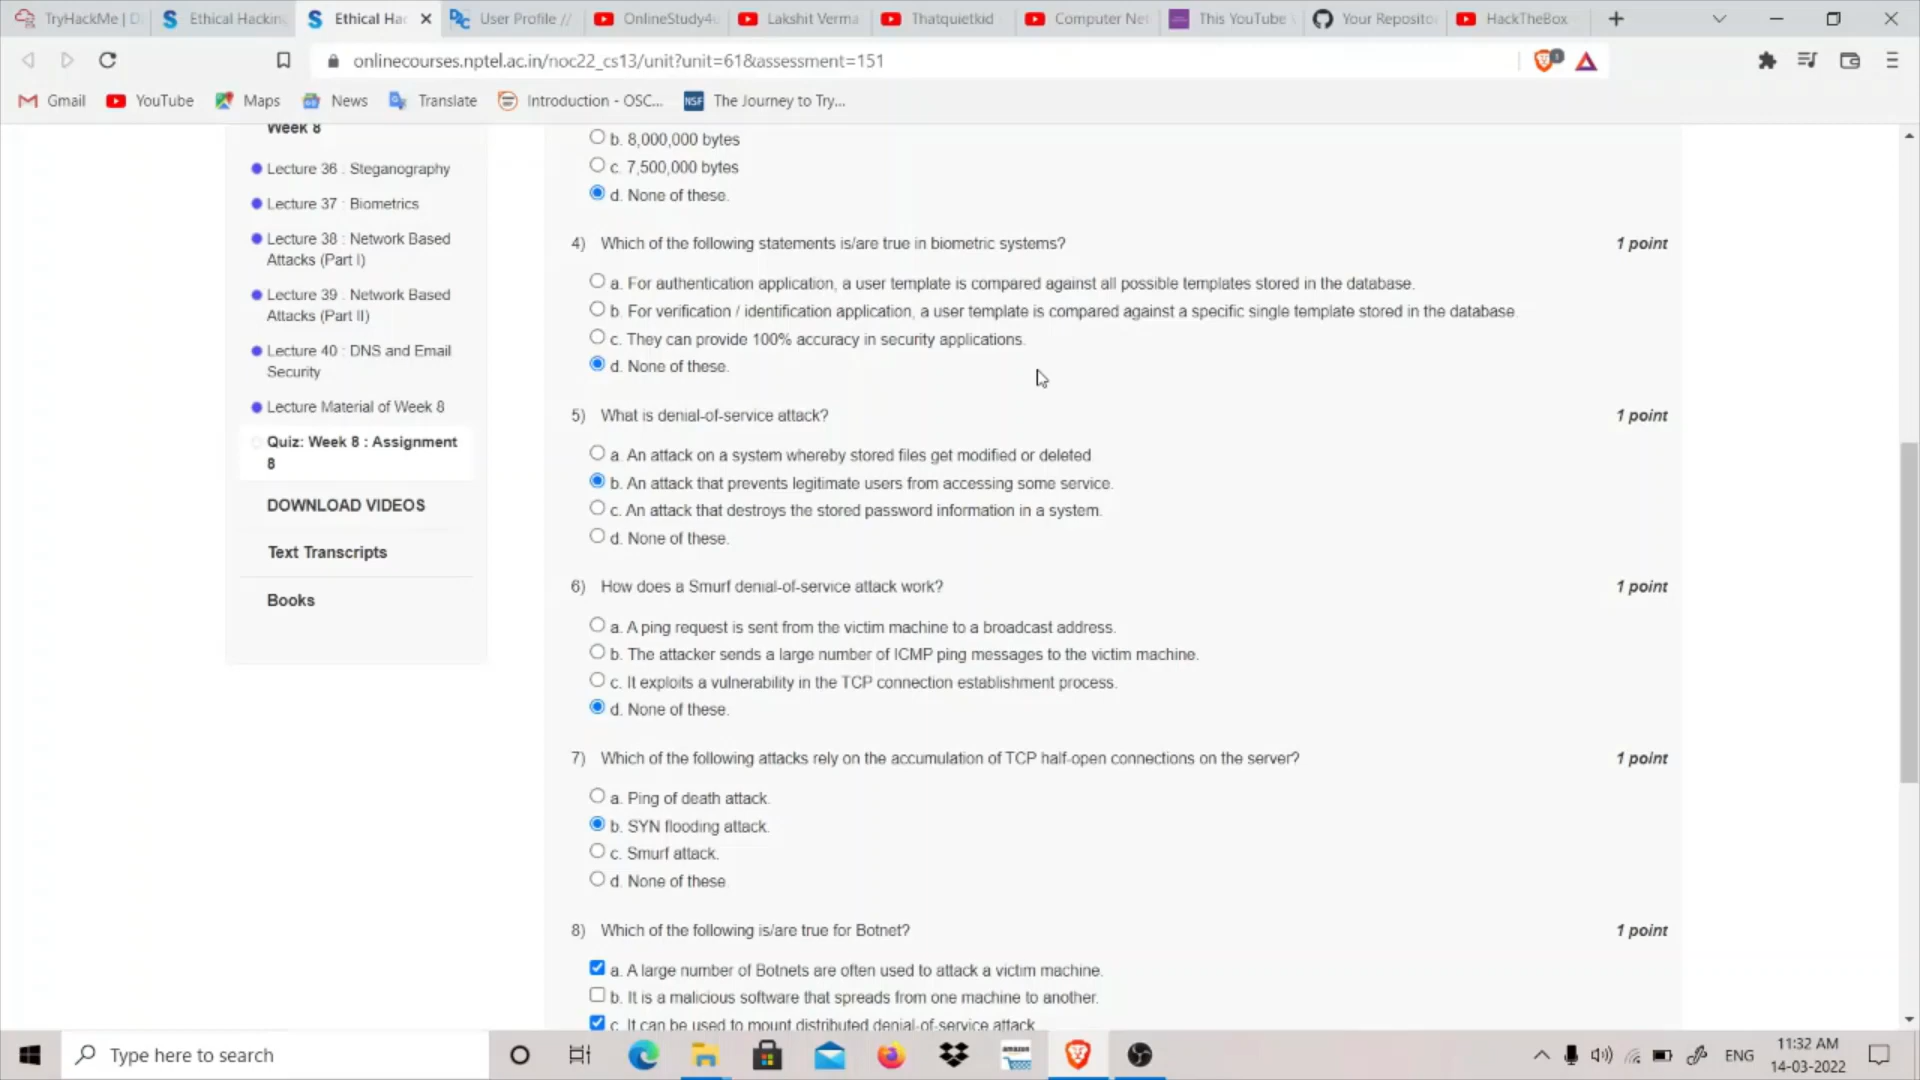 TryHackMe | D
Ethical Hackin
Ethical Hac
User Profile //
OnlineStudy4
Lakshit Verma
Thatquietkid
Computer Net
This YouTube
Your Reposito
HackTheBox
onlinecourses.nptel.ac.in/noc22_cs13/unit?unit=61&assessment=151
1
Gmail
YouTube
Maps
News
Translate
Introduction - OSC...
NSF
The Journey to Try...
Week 8
Lecture 36 : Steganography
Lecture 37 : Biometrics
Lecture 38 : Network Based
Attacks (Part I)
Lecture 39 : Network Based
Attacks (Part II)
Lecture 40 : DNS and Email
Security
Lecture Material of Week 8
Quiz: Week 8 : Assignment
8
DOWNLOAD VIDEOS
Text Transcripts
Books
b. 8,000,000 bytes
c. 7,500,000 bytes
d. None of these.
4) Which of the following statements is/are true in biometric systems? 1 point
a. For authentication application, a user template is compared against all possible templates stored in the database.
b. For verification / identification application, a user template is compared against a specific single template stored in the database.
c. They can provide 100% accuracy in security applications.
d. None of these.
5) What is denial-of-service attack? 1 point
a. An attack on a system whereby stored files get modified or deleted
b. An attack that prevents legitimate users from accessing some service.
c. An attack that destroys the stored password information in a system.
d. None of these.
6) How does a Smurf denial-of-service attack work? 1 point
a. A ping request is sent from the victim machine to a broadcast address.
b. The attacker sends a large number of ICMP ping messages to the victim machine.
c. It exploits a vulnerability in the TCP connection establishment process.
d. None of these.
7) Which of the following attacks rely on the accumulation of TCP half-open connections on the server? 1 point
a. Ping of death attack.
b. SYN flooding attack.
c. Smurf attack.
d. None of these
8) Which of the following is/are true for Botnet? 1 point
a. A large number of Botnets are often used to attack a victim machine.
b. It is a malicious software that spreads from one machine to another.
c. It can be used to mount distributed denial-of-service attack
Type here to search
amazon
ENG
11:32 AM
14-03-2022